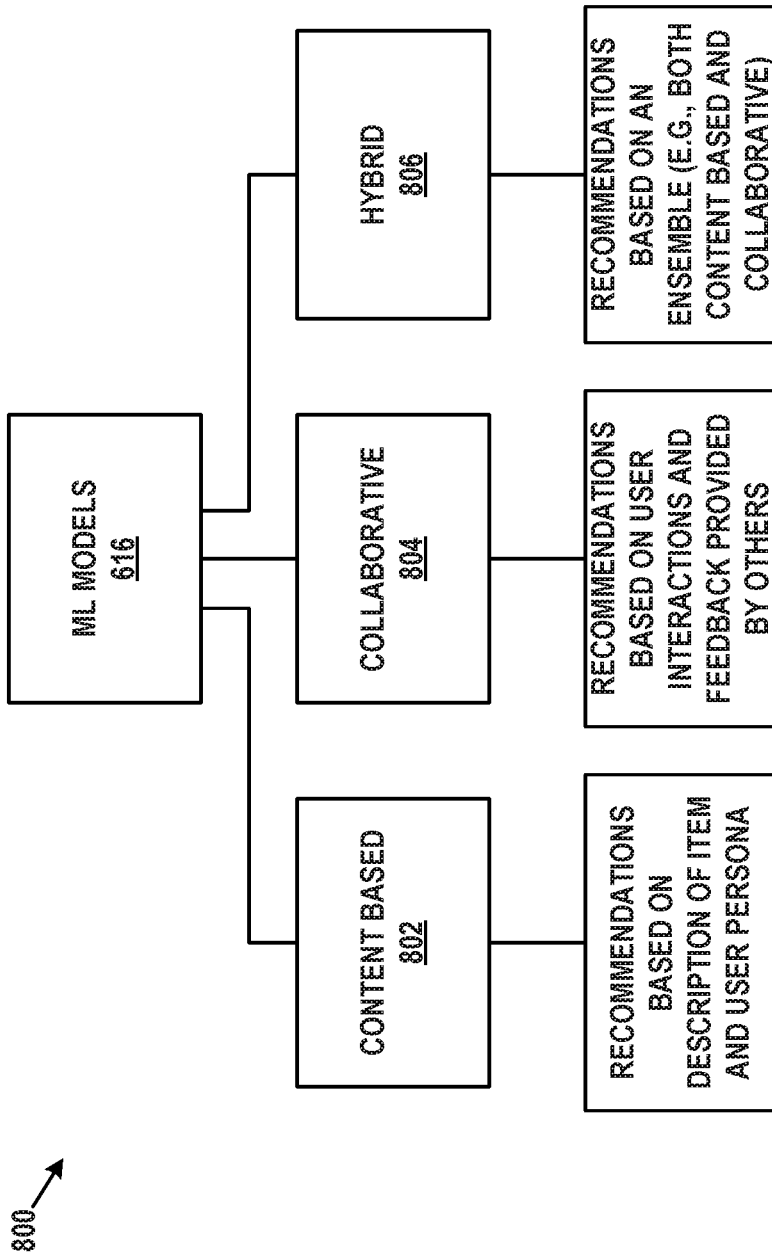 800
ML MODELS
616
CONTENT BASED
802
COLLABORATIVE
804
HYBRID
806
RECOMMENDATIONS
BASED ON
DESCRIPTION OF ITEM
AND USER PERSONA
RECOMMENDATIONS
BASED ON USER
INTERACTIONS AND
FEEDBACK PROVIDED
BY OTHERS
RECOMMENDATIONS
BASED ON AN
ENSEMBLE (E.G., BOTH
CONTENT BASED AND
COLLABORATIVE)